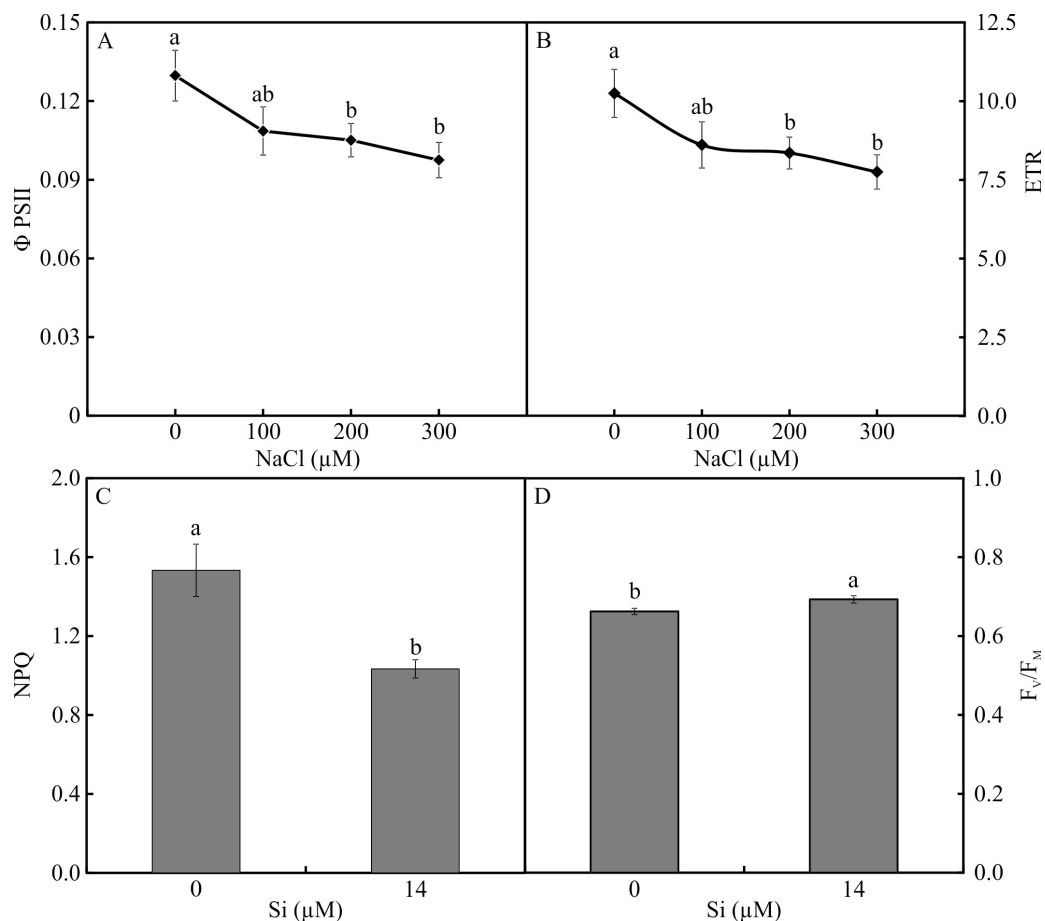 0.15
0.12
0.09
0.06
0.03
0
Φ PSII
A
a
ab
b
b
0
100
200
300
NaCl (µM)
B
a
ab
b
b
12.5
10.0
7.5
5.0
2.5
0.0
ETR
0
100
200
300
NaCl (µM)
2.0
1.6
1.2
0.8
0.4
0.0
NPQ
C
a
b
0
14
Si (µM)
D
b
a
1.0
0.8
0.6
0.4
0.2
0.0
Fv/FM
0
14
Si (µM)